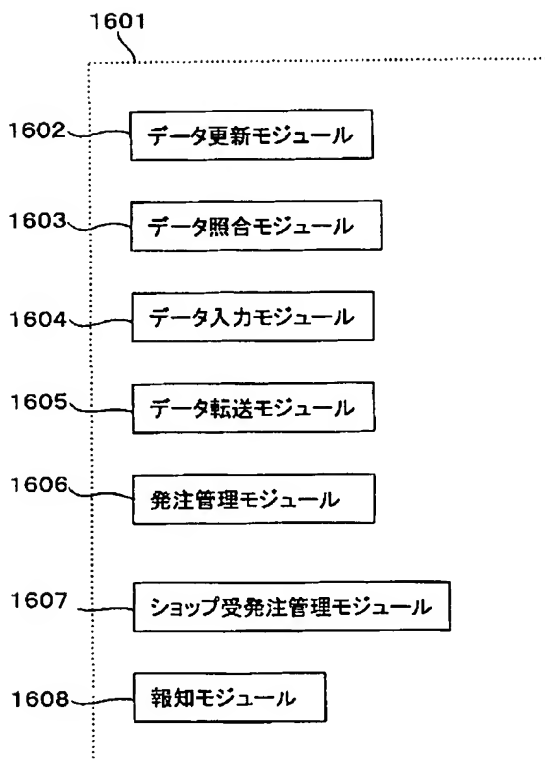 1601
1602 データ更新モジュール
1603 データ照合モジュール
1604 データ入力モジュール
1605 データ転送モジュール
1606 発注管理モジュール
1607 ショップ受発注管理モジュール
1608 報知モジュール